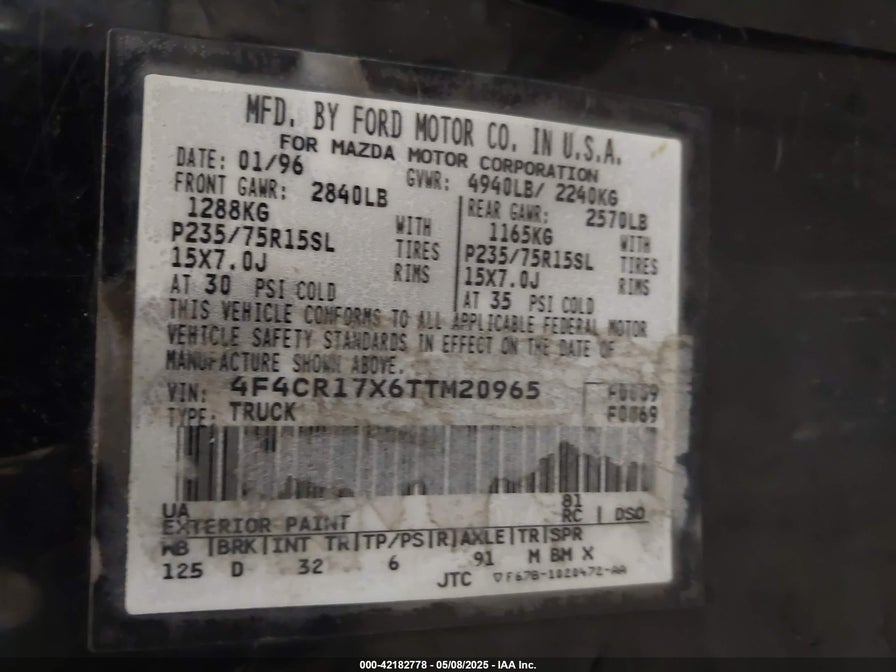 MFD. BY FORD MOTOR CO. IN U.S.A.
FOR MAZDA MOTOR CORPORATION
DATE: 01/96 GVWR: 4940LB/ 2240KG
FRONT GAWR: 2840LB REAR GAWR: 2570LB
1288KG WITH 1165KG WITH
P235/75R15SL TIRES P235/75R15SL TIRES
15X7.0J RIMS 15X7.0J RIMS
AT 30 PSI COLD AT 35 PSI COLD
THIS VEHICLE CONFORMS TO ALL APPLICABLE FEDERAL MOTOR
VEHICLE SAFETY STANDARDS IN EFFECT ON THE DATE OF
MANUFACTURE SHOWN ABOVE.
VIN: 4F4CR17X6TTM20965
TYPE: TRUCK F0069
UA 81
EXTERIOR PAINT RC | DSO
WB |BRK|INT TR|TP/PS|R|AXLE|TR|SPR
125 D 32 6 91 M BM X
JTC ▽F67B-1020472-AA
000-42182778 - 05/08/2025 - IAA Inc.